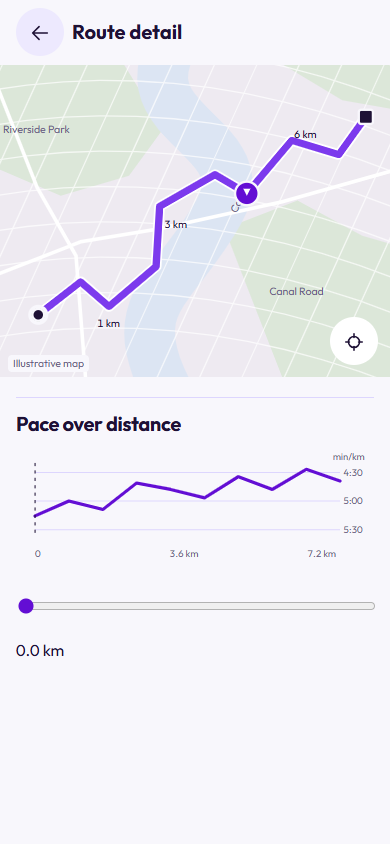 Route detail
Riverside Park
6 km
3 km
Canal Road
1 km
Illustrative map
Pace over distance
min/km
4:30
5:00
5:30
0
3.6 km
7.2 km
0.0 km